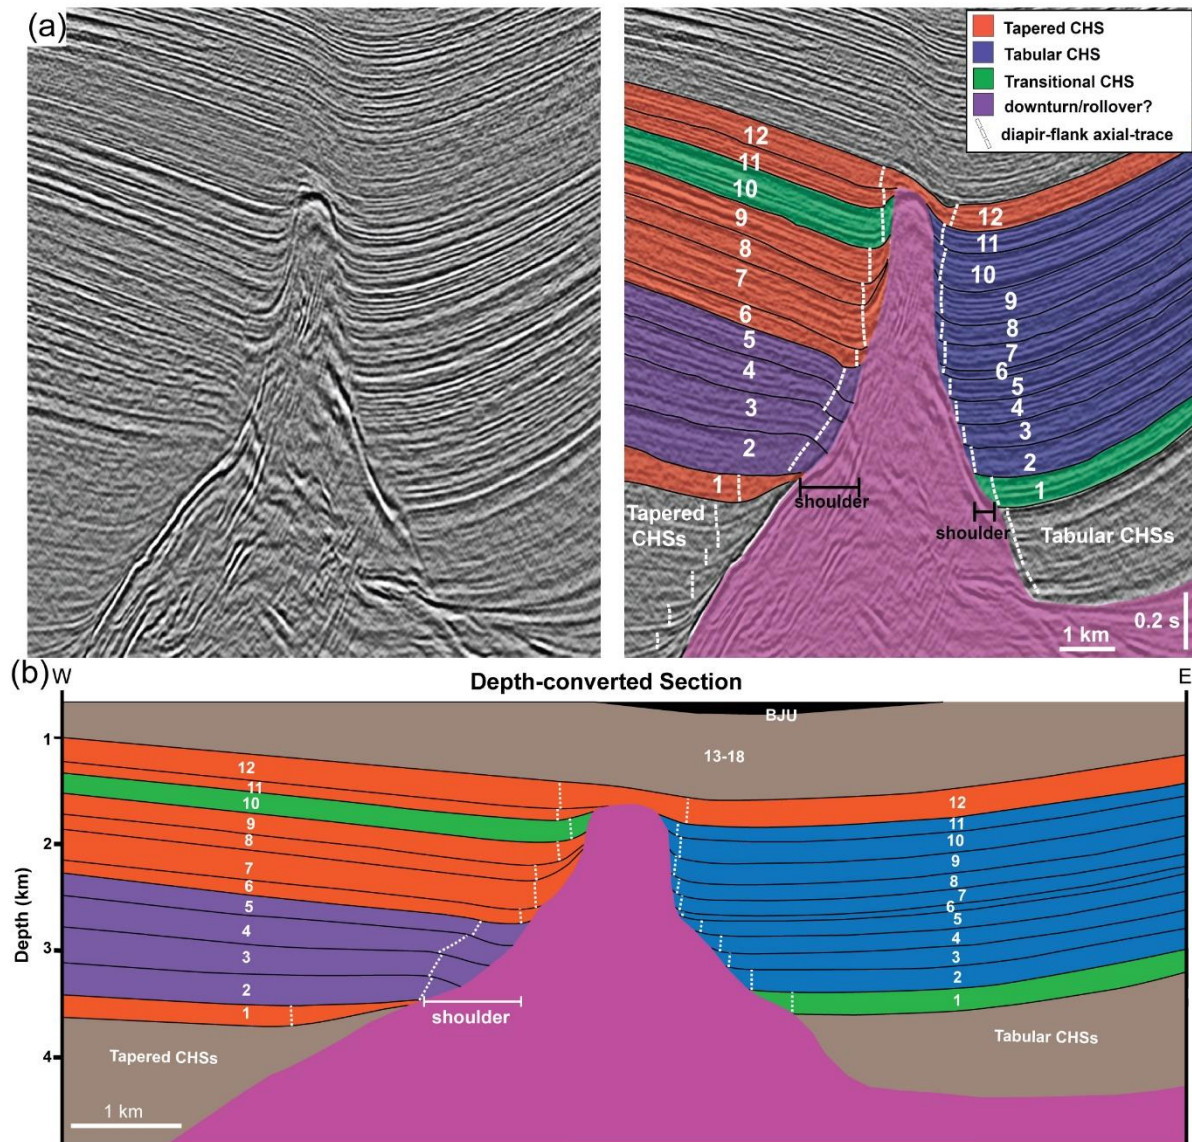 (a)
Tapered CHS
Tabular CHS
Transitional CHS
downturn/rollover?
diapir-flank axial-trace
12
11
10
9
8
7
6
5
4
3
2
1
12
11
10
9
8
7
6
5
4
3
2
1
shoulder
shoulder
Tapered
CHSs
Tabular CHSs
0.2 s
1 km
(b) W
Depth-converted Section
E
BJU
13-18
1
2
3
4
Depth (km)
12
11
10
9
8
7
6
5
4
3
2
1
12
11
10
9
8
7
6
5
4
3
2
1
shoulder
Tapered CHSs
Tabular CHSs
1 km